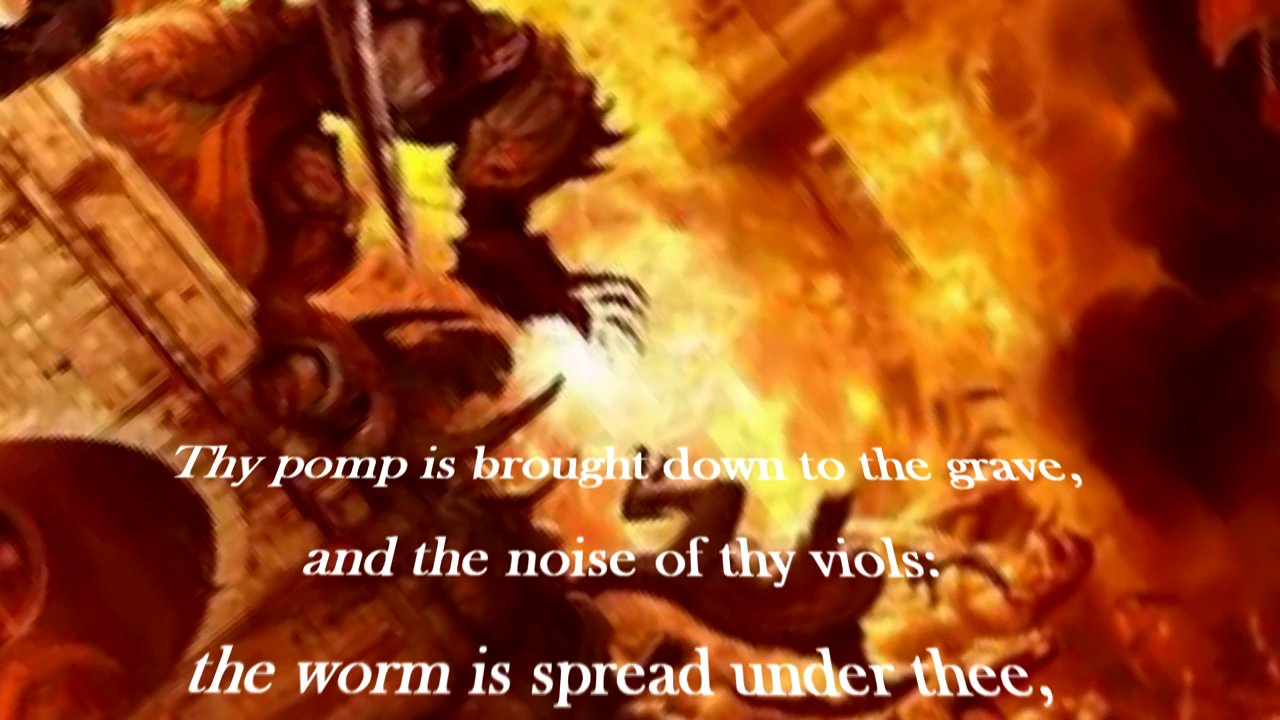 Thy pomp is brought down to the grave,
and the noise of thy viols:
the worm is spread under thee,